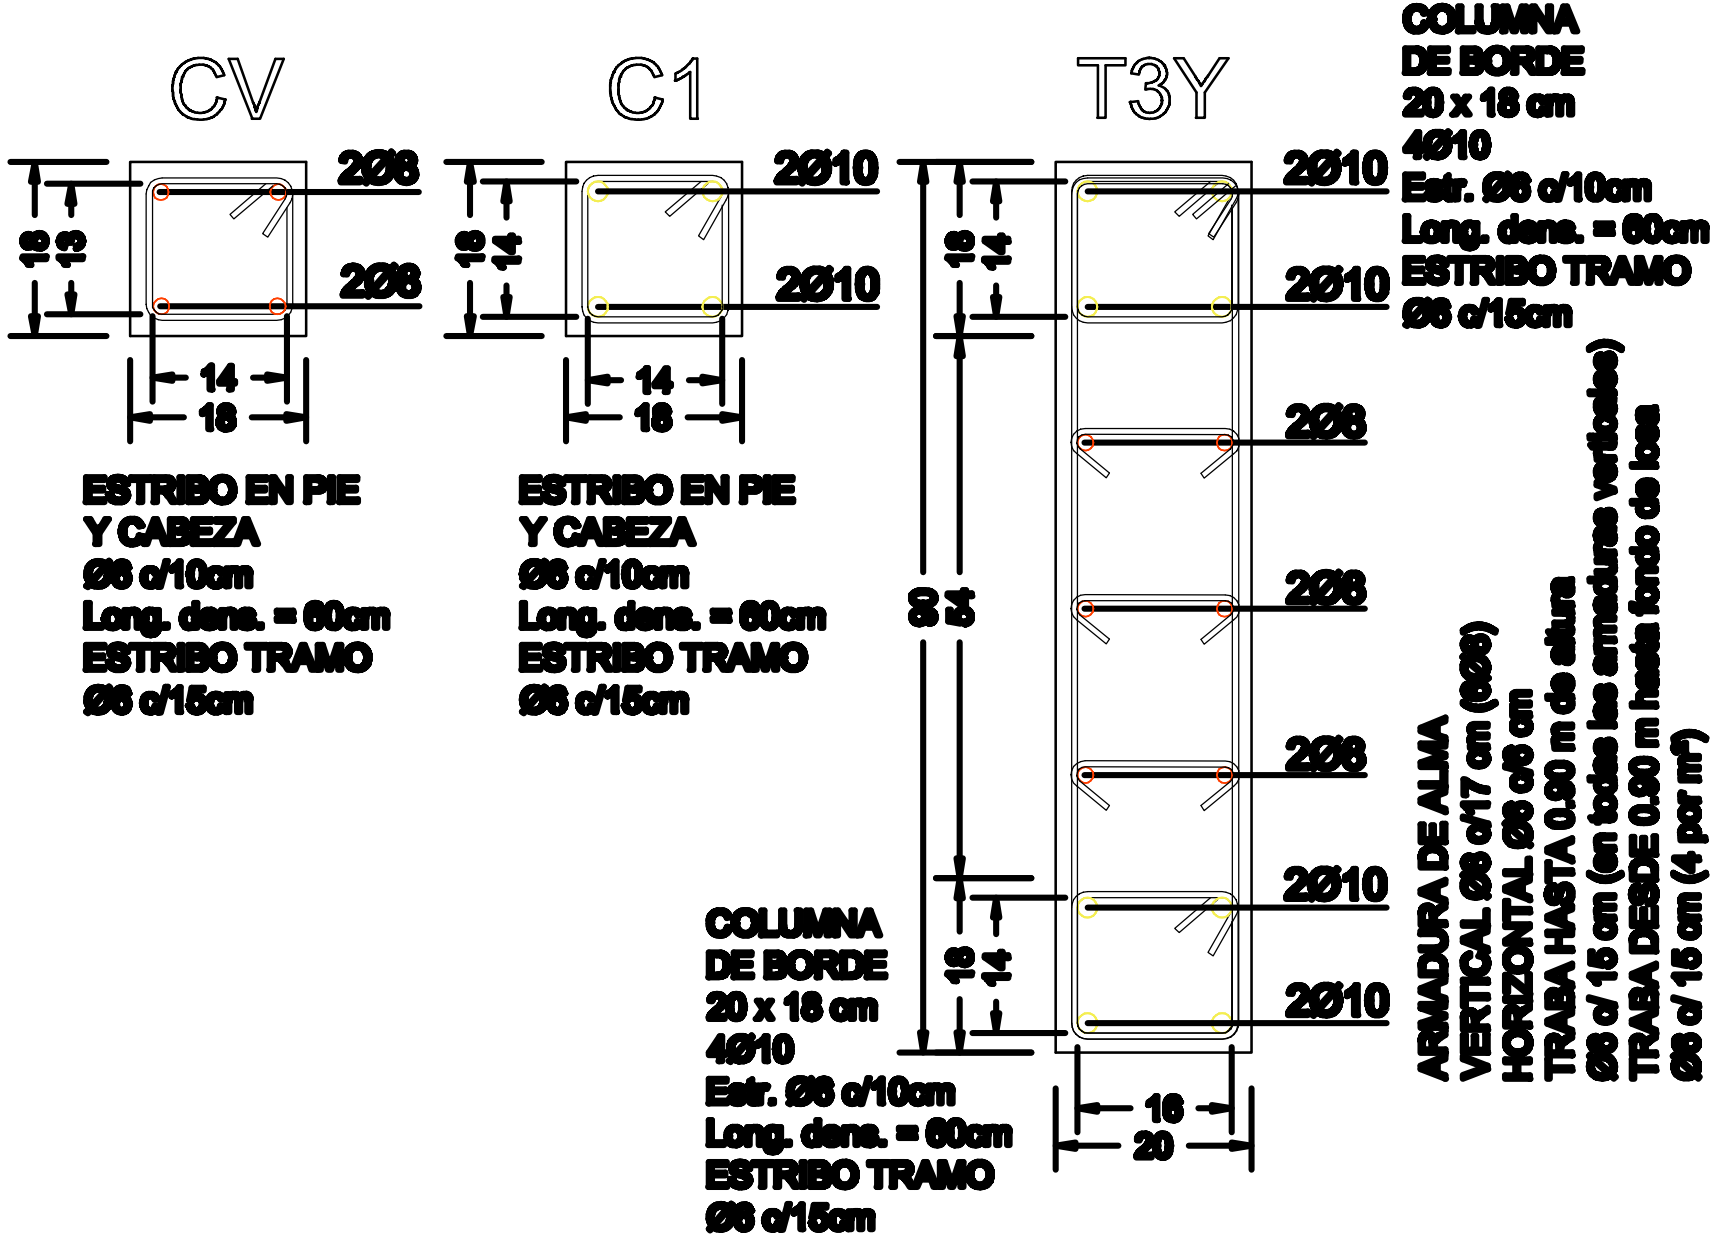 CV
2Ø8
2Ø8
18
13
14
18
ESTRIBO EN PIE
Y CABEZA
Ø6 c/10cm
Long. dens. = 60cm
ESTRIBO TRAMO
Ø6 c/15cm
C1
2Ø10
2Ø10
18
14
14
18
ESTRIBO EN PIE
Y CABEZA
Ø6 c/10cm
Long. dens. = 60cm
ESTRIBO TRAMO
Ø6 c/15cm
T3Y
2Ø10
2Ø10
2Ø8
2Ø8
2Ø8
2Ø10
2Ø10
18
14
90
54
18
14
16
20
COLUMNA
DE BORDE
20 x 18 cm
4Ø10
Estr. Ø6 c/10cm
Long. dens. = 60cm
ESTRIBO TRAMO
Ø6 c/15cm
COLUMNA
DE BORDE
20 x 18 cm
4Ø10
Estr. Ø6 c/10cm
Long. dens. = 60cm
ESTRIBO TRAMO
Ø6 c/15cm
ARMADURA DE ALMA
VERTICAL Ø8 c/17 cm (6Ø8)
HORIZONTAL cm
TRABA HASTA 0.90 m de altura
Ø6 c/ 15 cm (en todas las armaduras verticales)
TRABA DESDE 0.90 m hasta fondo de losa
Ø6 c/ 15 cm (4 por m²)